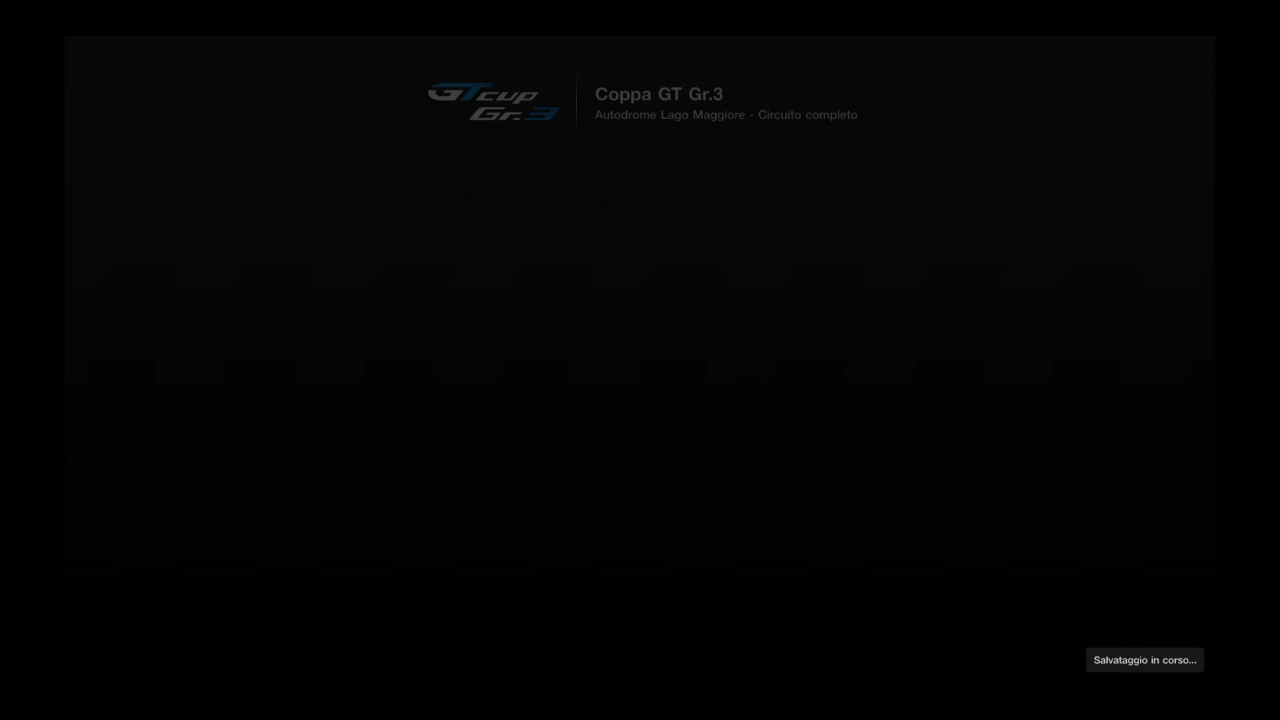 GT cup
Gr.3
Coppa GT Gr.3
Autodrome Lago Maggiore - Circuito completo
Salvataggio in corso...